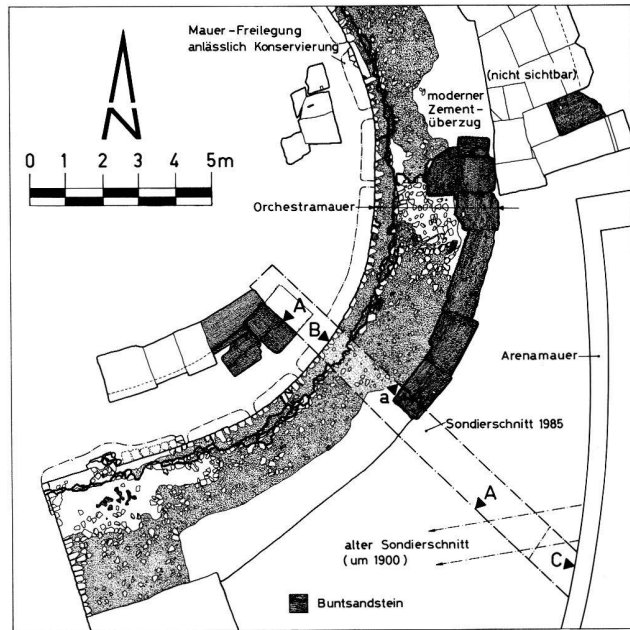 Mauer-Freilegung
anlässlich Konservierung
(nicht sichtbar)
moderner
Zement-
überzug
N
0 1 2 3 4 5m
Orchestramauer
A
B
Arenamauer
a
Sondierschnitt 1985
A
alter Sondierschnitt
(um 1900)
C
Buntsandstein